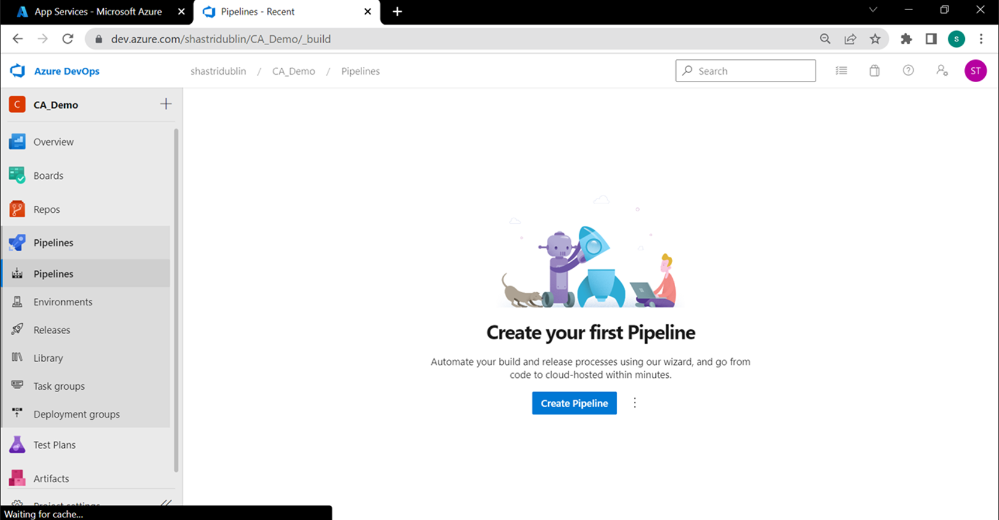 App Services - Microsoft Azure
Pipelines - Recent
dev.azure.com/shastridublin/CA_Demo/_build
S
Azure DevOps
shastridublin / CA_Demo / Pipelines
Search
ST
C
CA_Demo
Overview
Boards
Repos
Pipelines
Pipelines
Environments
Releases
Library
Task groups
Deployment groups
Test Plans
Artifacts
Project settings
Waiting for cache...
Create your first Pipeline
Automate your build and release processes using our wizard, and go from
code to cloud-hosted within minutes.
Create Pipeline